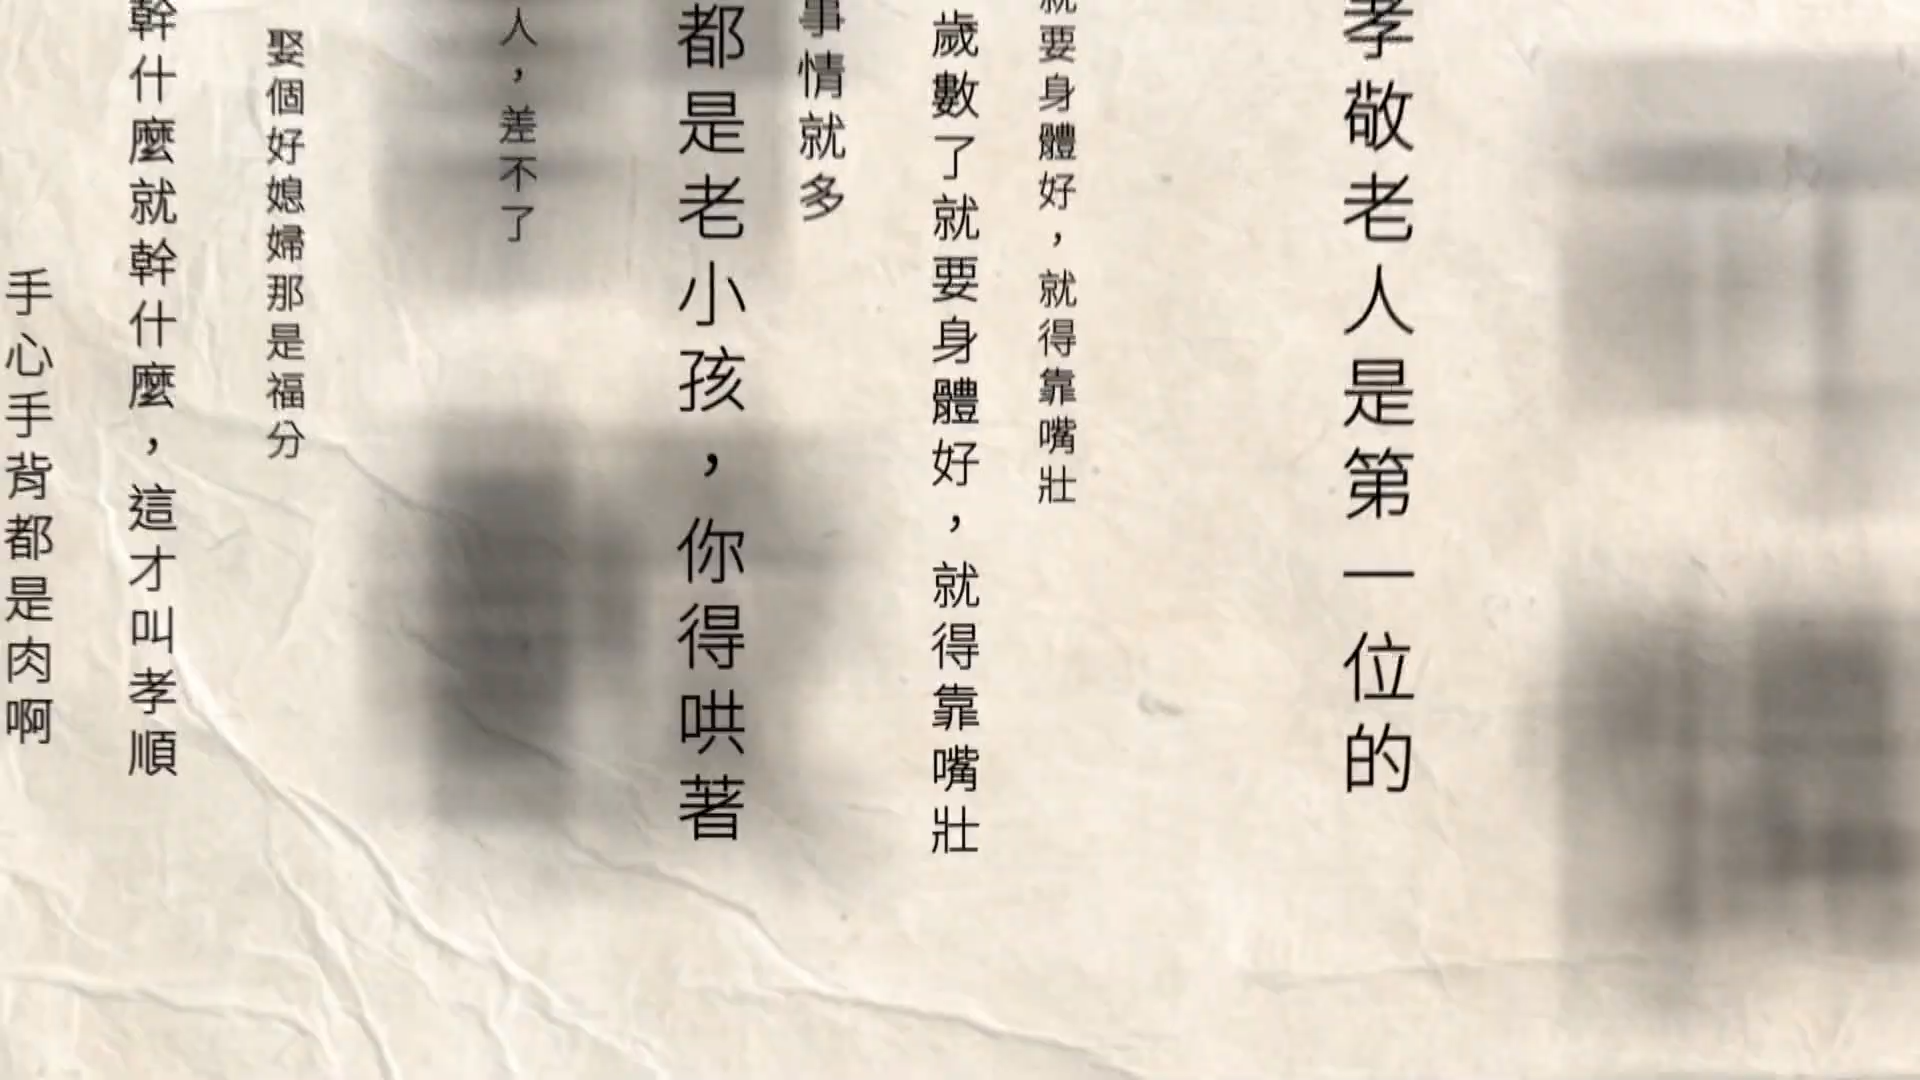 孝敬老人是第一位的
就要身體好，就得靠嘴壯
歲數了就要身體好，就得靠嘴壯
事情就多
都是老小孩，你得哄著
人，差不了
娶個好媳婦那是福分
幹什麼就幹什麼，這才叫孝順
手心手背都是肉啊